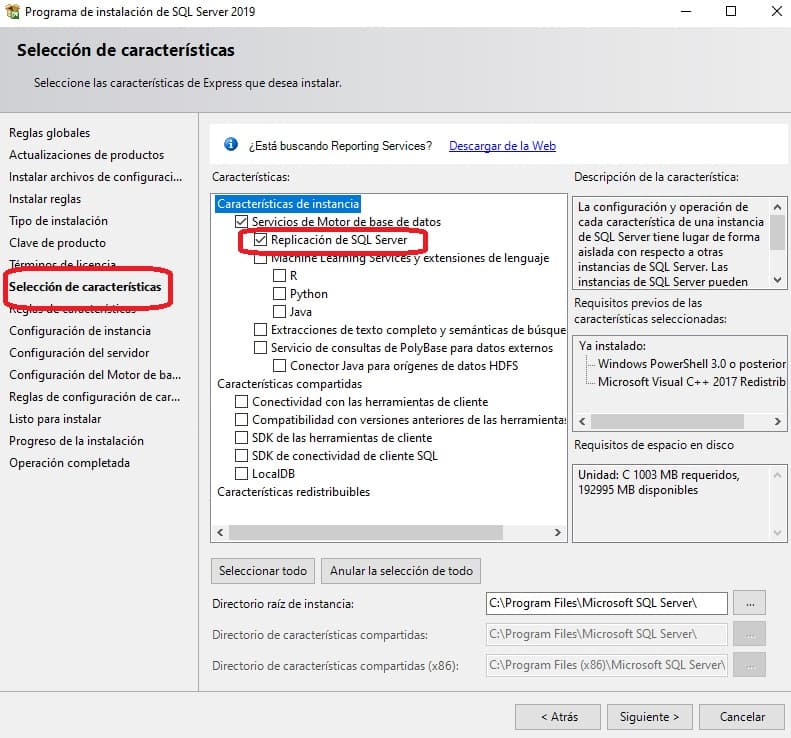 Programa de instalación de SQL Server 2019
Selección de características
Seleccione las características de Express que desea instalar.
Reglas globales
Actualizaciones de productos
Instalar archivos de configuraci...
Instalar reglas
Tipo de instalación
Clave de producto
Términos de licencia
Selección de características
Reglas de características
Configuración de instancia
Configuración del servidor
Configuración del Motor de ba...
Reglas de configuración de car...
Listo para instalar
Progreso de la instalación
Operación completada
¿Está buscando Reporting Services? Descargar de la Web
Características:
Características de instancia
Servicios de Motor de base de datos
Replicación de SQL Server
Machine Learning Services y extensiones de lenguaje
R
Python
Java
Extracciones de texto completo y semánticas de búsque
Servicio de consultas de PolyBase para datos externos
Conector Java para orígenes de datos HDFS
Características compartidas
Conectividad con las herramientas de cliente
Compatibilidad con versiones anteriores de las herramientas
SDK de las herramientas de cliente
SDK de conectividad de cliente SQL
LocalDB
Características redistribuibles
Descripción de la característica:
La configuración y operación de
cada característica de una instancia
de SQL Server tiene lugar de forma
aislada con respecto a otras
instancias de SQL Server. Las
instancias de SQL Server pueden
Requisitos previos de las
características seleccionadas:
Ya instalado:
Windows PowerShell 3.0 o posterior
Microsoft Visual C++ 2017 Redistrib
Requisitos de espacio en disco
Unidad: C 1003 MB requeridos,
192995 MB disponibles
Seleccionar todo
Anular la selección de todo
Directorio raíz de instancia:
C:\Program Files\Microsoft SQL Server\
...
Directorio de características compartidas:
C:\Program Files\Microsoft SQL Server\
...
Directorio de características compartidas (x86):
C:\Program Files (x86)\Microsoft SQL Server\
...
< Atrás
Siguiente >
Cancelar